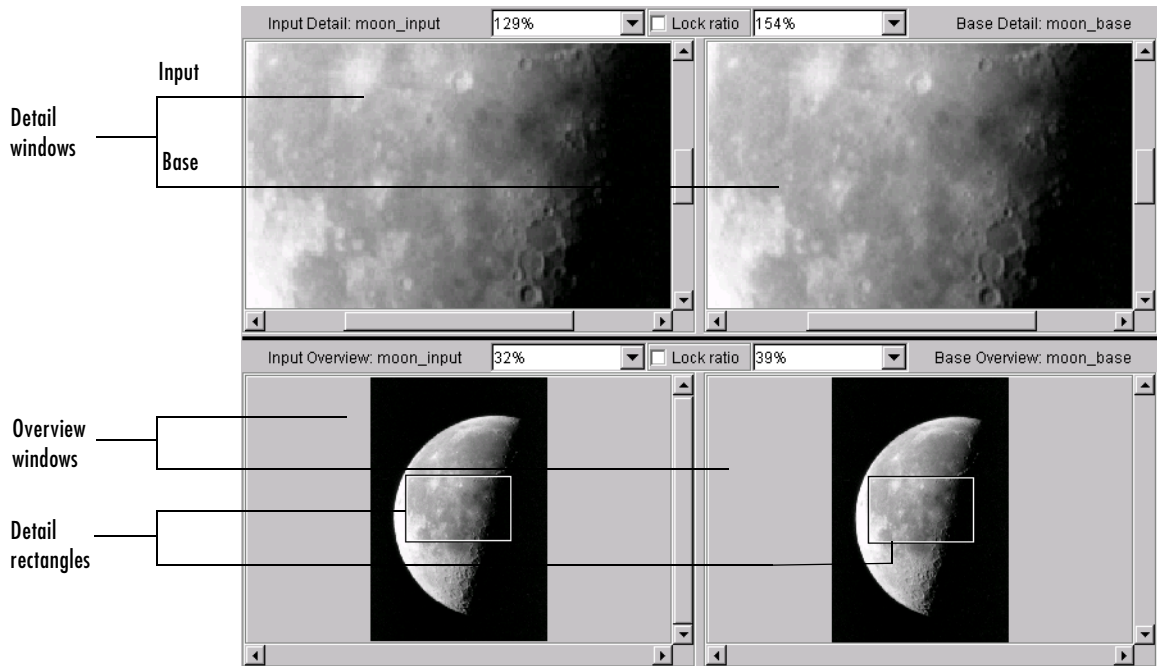 Input Detail: moon_input
129%
Lock ratio
154%
Base Detail: moon_base
Input
Detail
windows
Base
Input Overview: moon_input
32%
Lock ratio
39%
Base Overview: moon_base
Overview
windows
Detail
rectangles